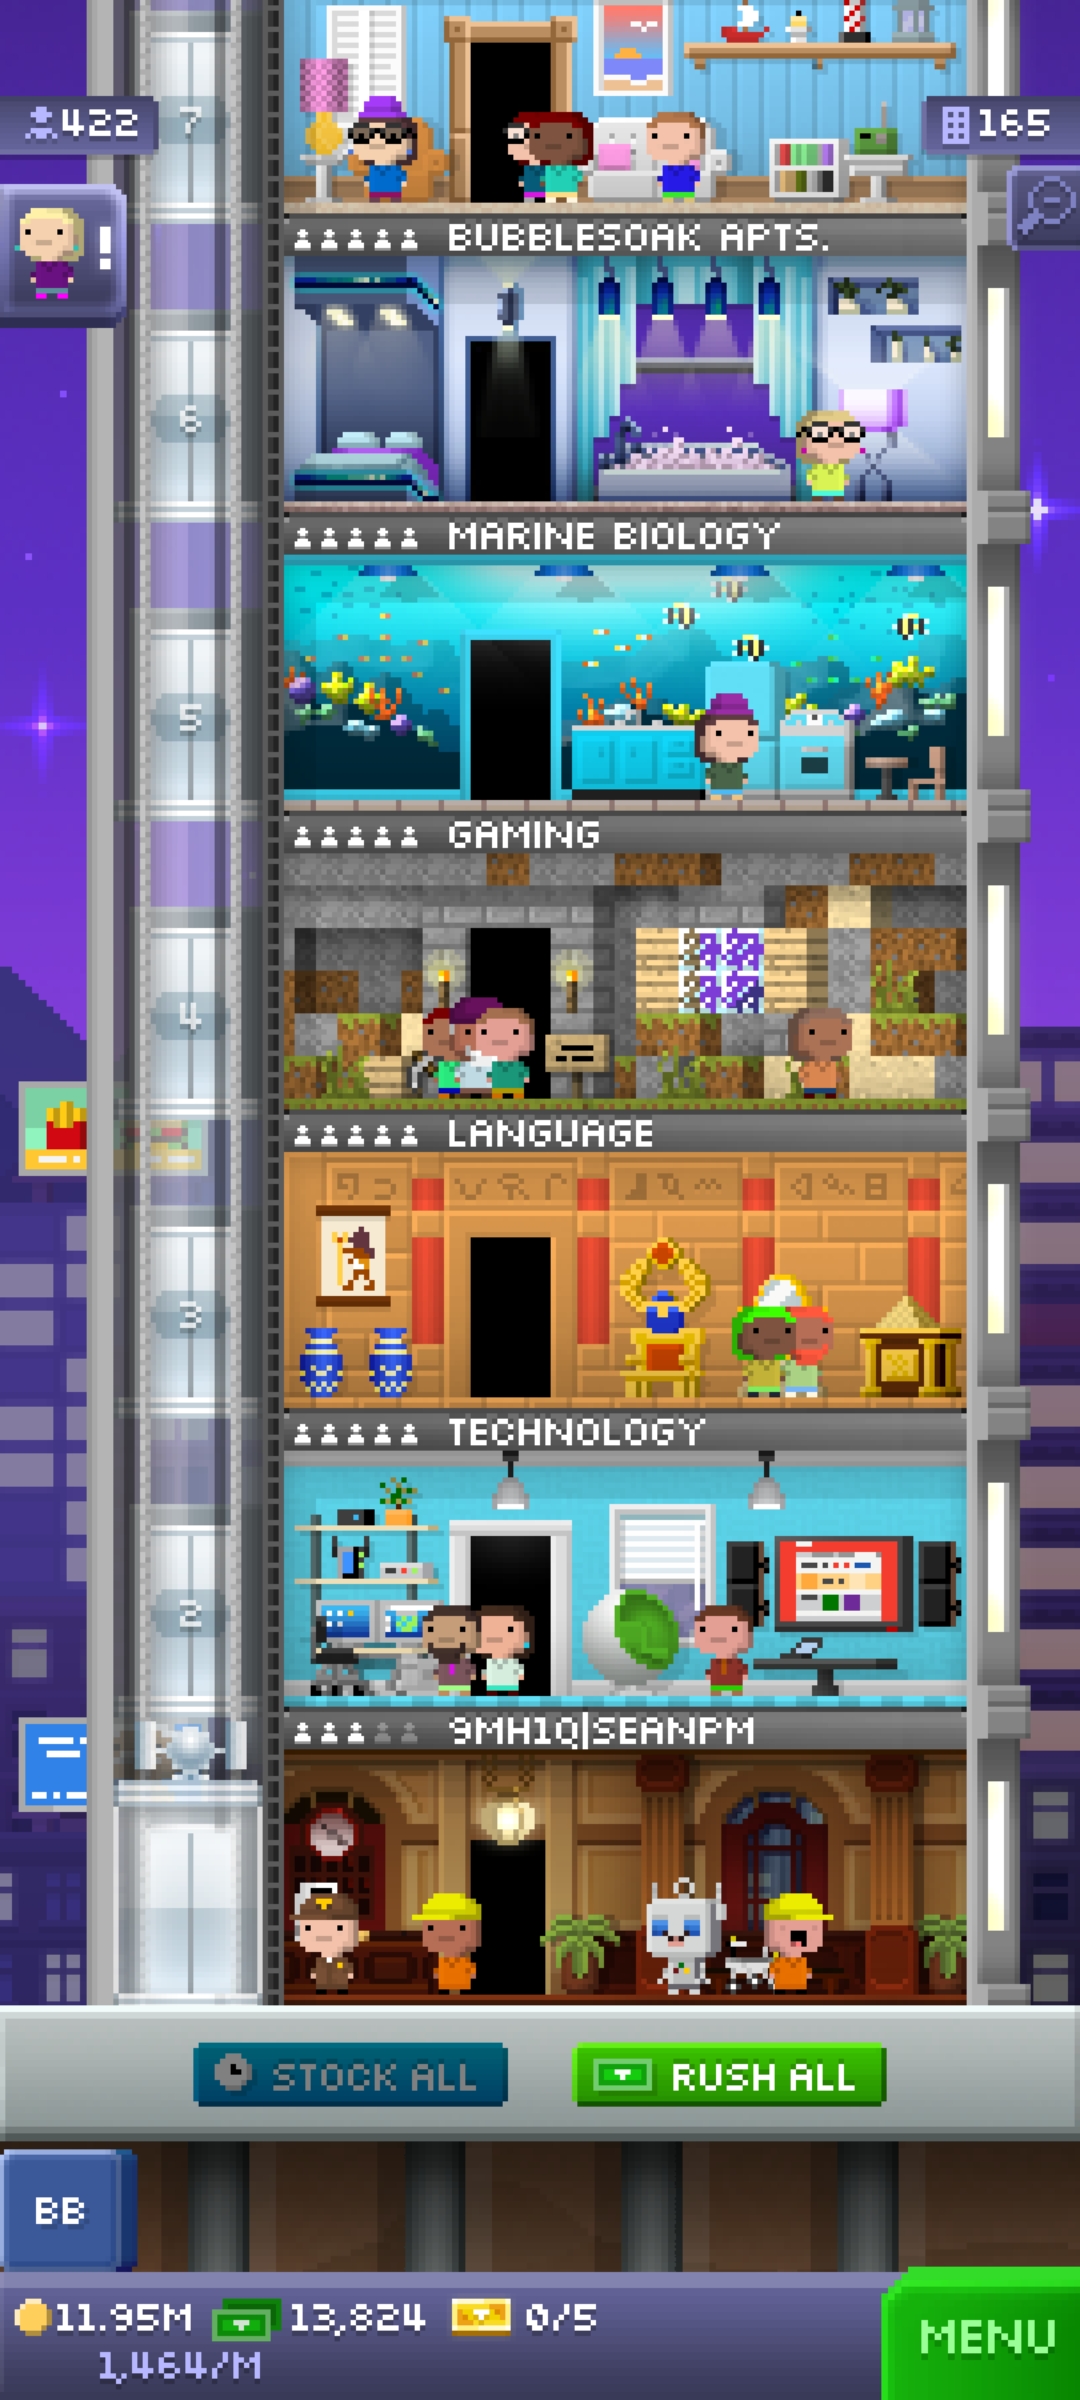 7
422
165
!
BUBBLESOAK APTS.
6
MARINE BIOLOGY
5
GAMING
4
LANGUAGE
3
TECHNOLOGY
2
9MH1Q|SEANPM
STOCK ALL
RUSH ALL
BB
11.95M 13,824 0/5
1,464/M
MENU